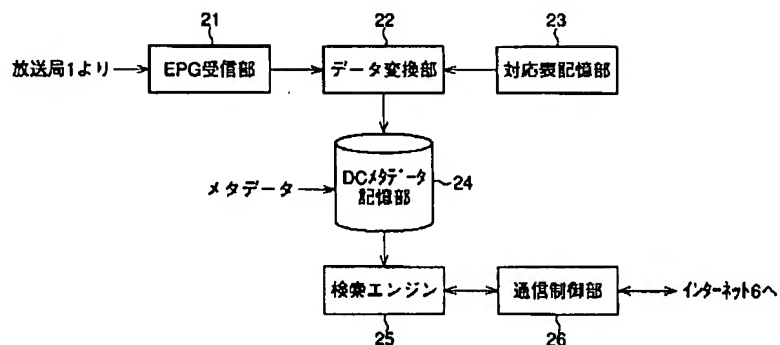 21
22
23
放送局1より
EPG受信部
データ変換部
対応表記憶部
メタデータ
DCメタデータ
記憶部
24
検索エンジン
通信制御部
インターネット6へ
25
26